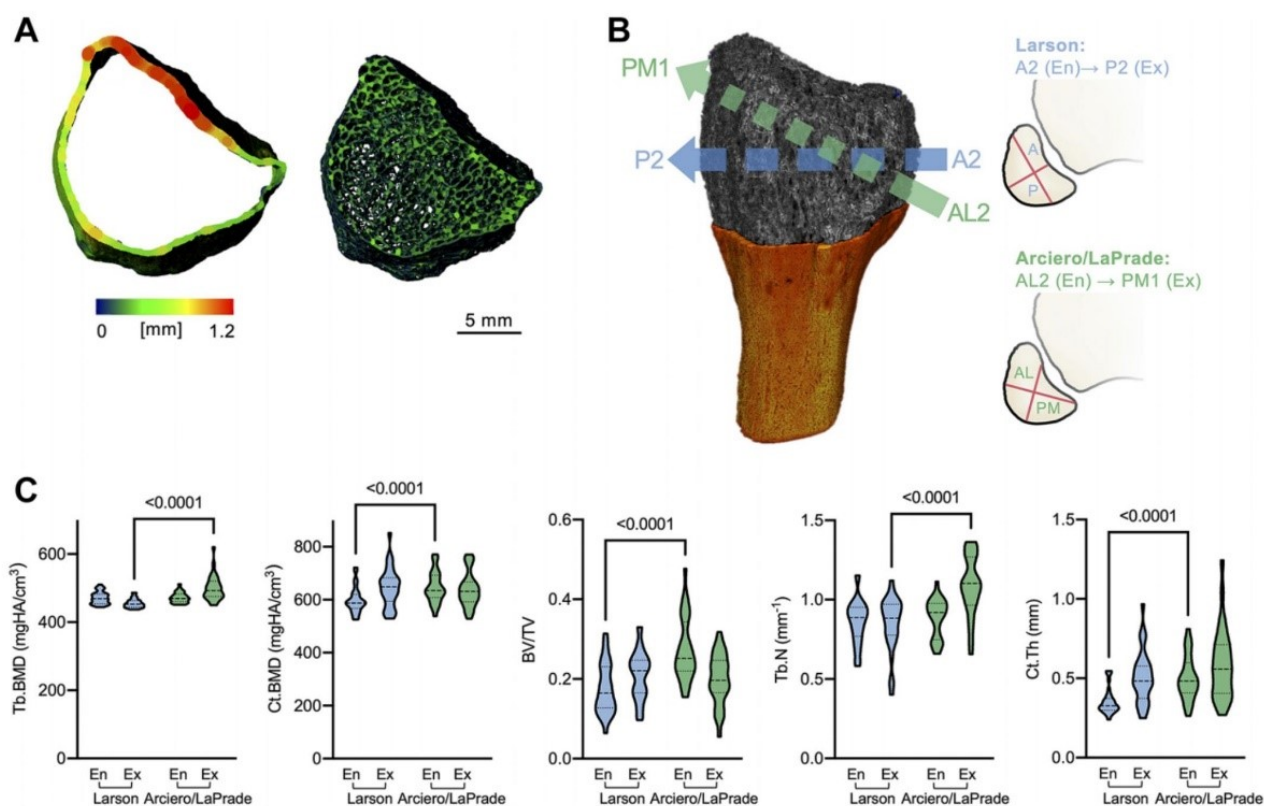 A
0 [mm] 1.2
5 mm
B
PM1
P2
A2
AL2
Larson:
A2 (En)→ P2 (Ex)
A
P
Arciero/LaPrade:
AL2 (En) → PM1 (Ex)
AL
PM
C
<0.0001
Tb.BMD (mgHA/cm³)
600
400
200
0
En Ex En Ex
Larson Arciero/LaPrade
<0.0001
Ct.BMD (mgHA/cm³)
800
600
400
200
0
En Ex En Ex
Larson Arciero/LaPrade
<0.0001
BV/TV
0.6
0.4
0.2
0.0
En Ex En Ex
Larson Arciero/LaPrade
<0.0001
Tb.N (mm⁻¹)
1.5
1.0
0.5
0.0
En Ex En Ex
Larson Arciero/LaPrade
<0.0001
Ct.Th (mm)
1.5
1.0
0.5
0.0
En Ex En Ex
Larson Arciero/LaPrade